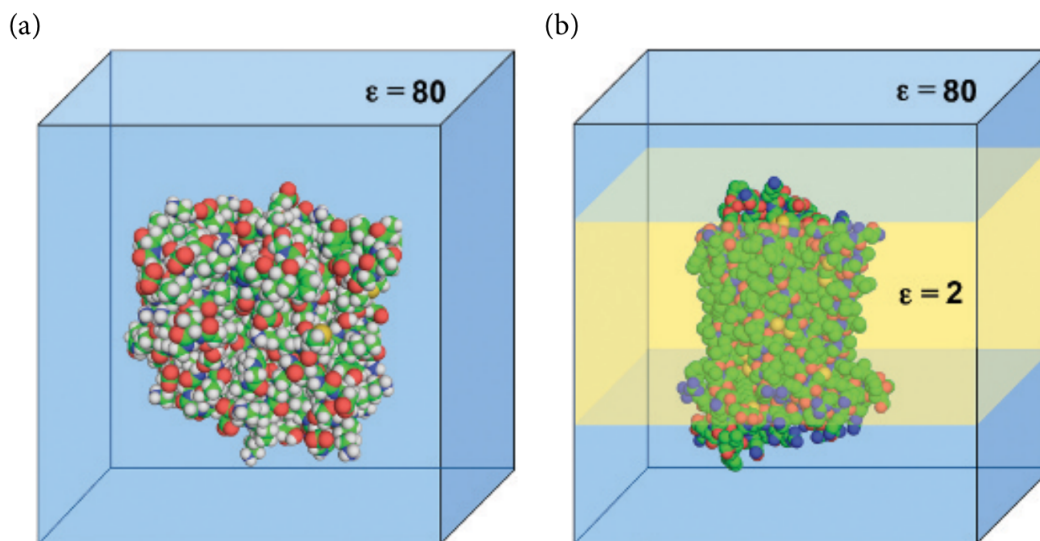 (a)
(b)
ε = 80
ε = 80
ε = 2